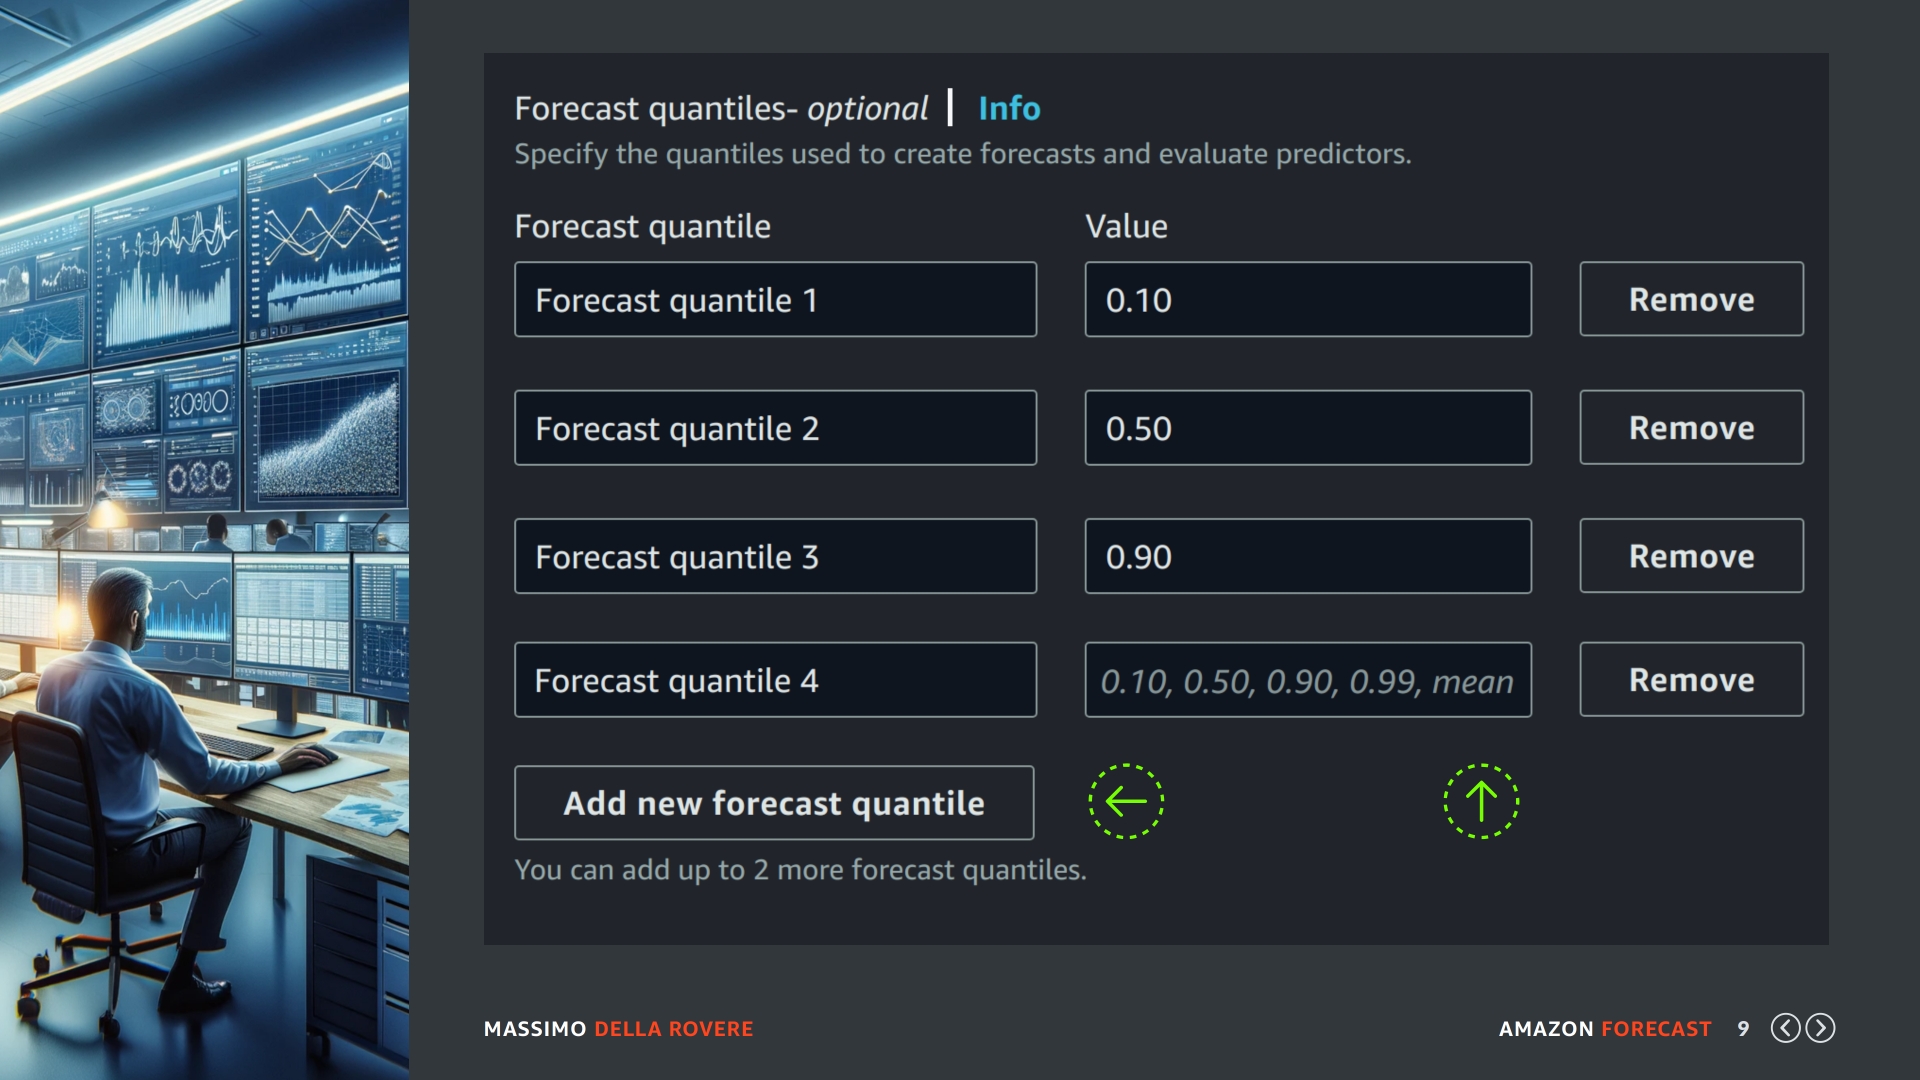 Forecast quantiles- optional | Info
Specify the quantiles used to create forecasts and evaluate predictors.
Forecast quantile Value
Forecast quantile 1 0.10 Remove
Forecast quantile 2 0.50 Remove
Forecast quantile 3 0.90 Remove
Forecast quantile 4 0.10, 0.50, 0.90, 0.99, mean Remove
Add new forecast quantile
You can add up to 2 more forecast quantiles.
MASSIMO DELLA ROVERE AMAZON FORECAST 9